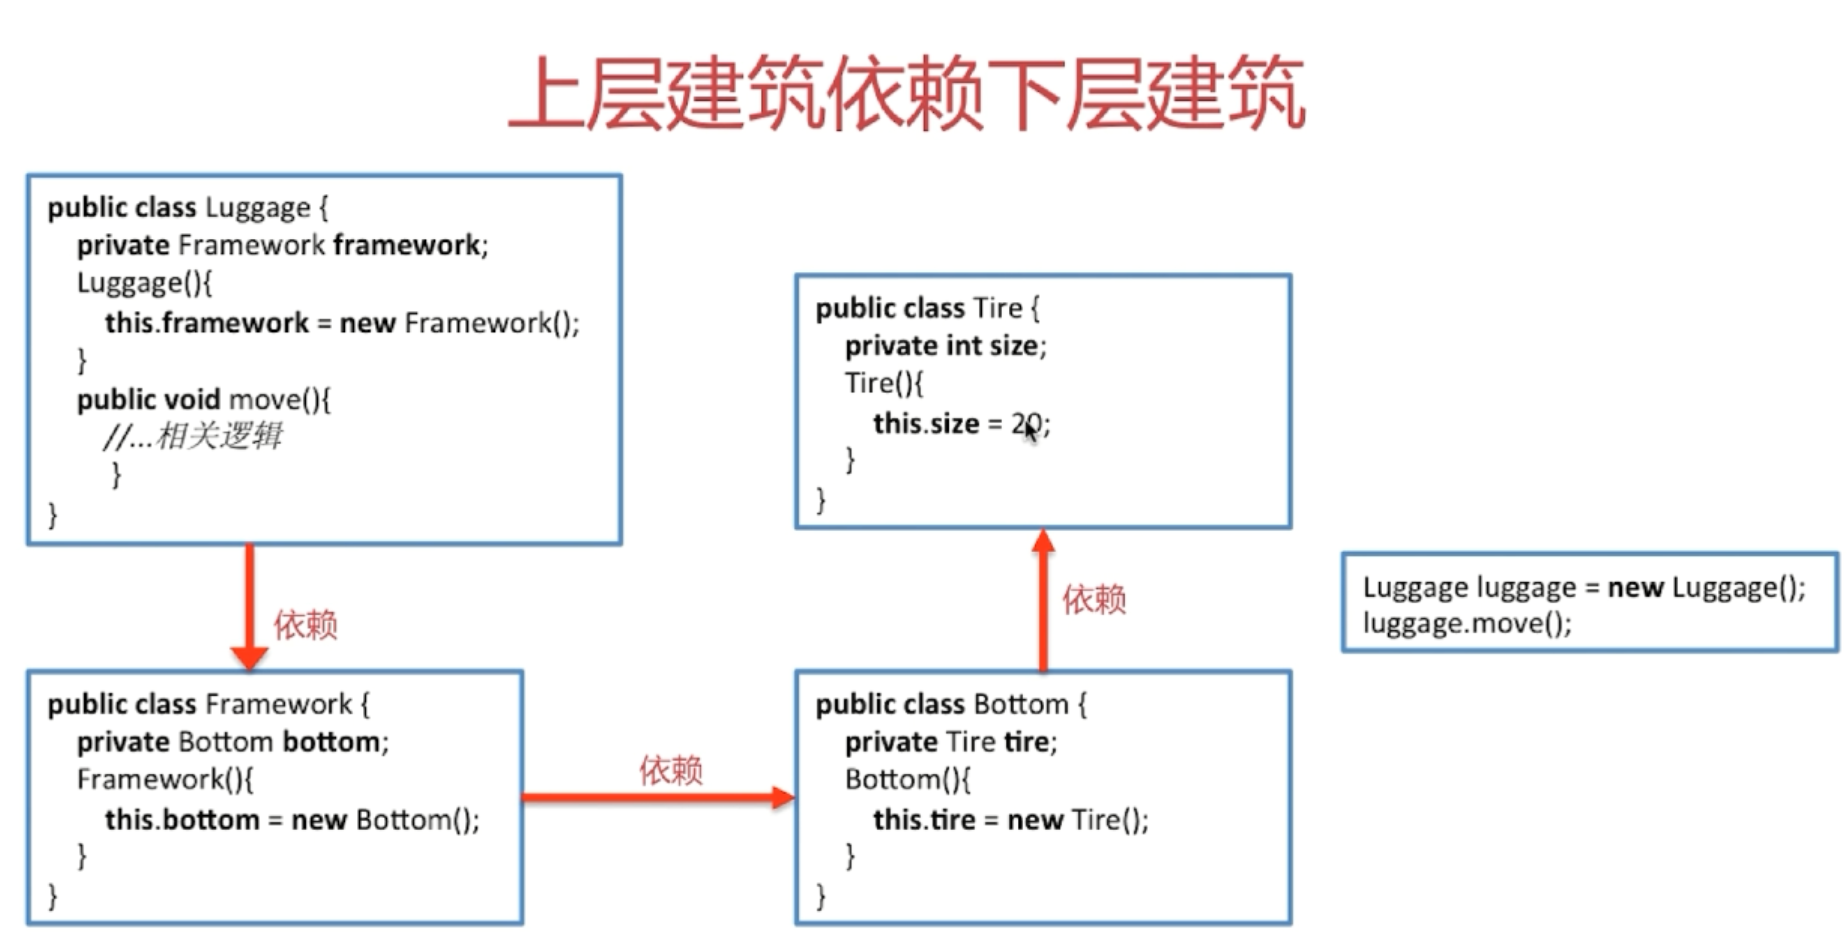 上层建筑依赖下层建筑
public class Luggage {
private Framework framework;
Luggage(){
this.framework = new Framework();
}
public void move(){
//...相关逻辑
}
}
依赖
public class Framework {
private Bottom bottom;
Framework(){
this.bottom = new Bottom();
}
}
依赖
public class Bottom {
private Tire tire;
Bottom(){
this.tire = new Tire();
}
}
依赖
public class Tire {
private int size;
Tire(){
this.size = 20;
}
}
Luggage luggage = new Luggage();
luggage.move();